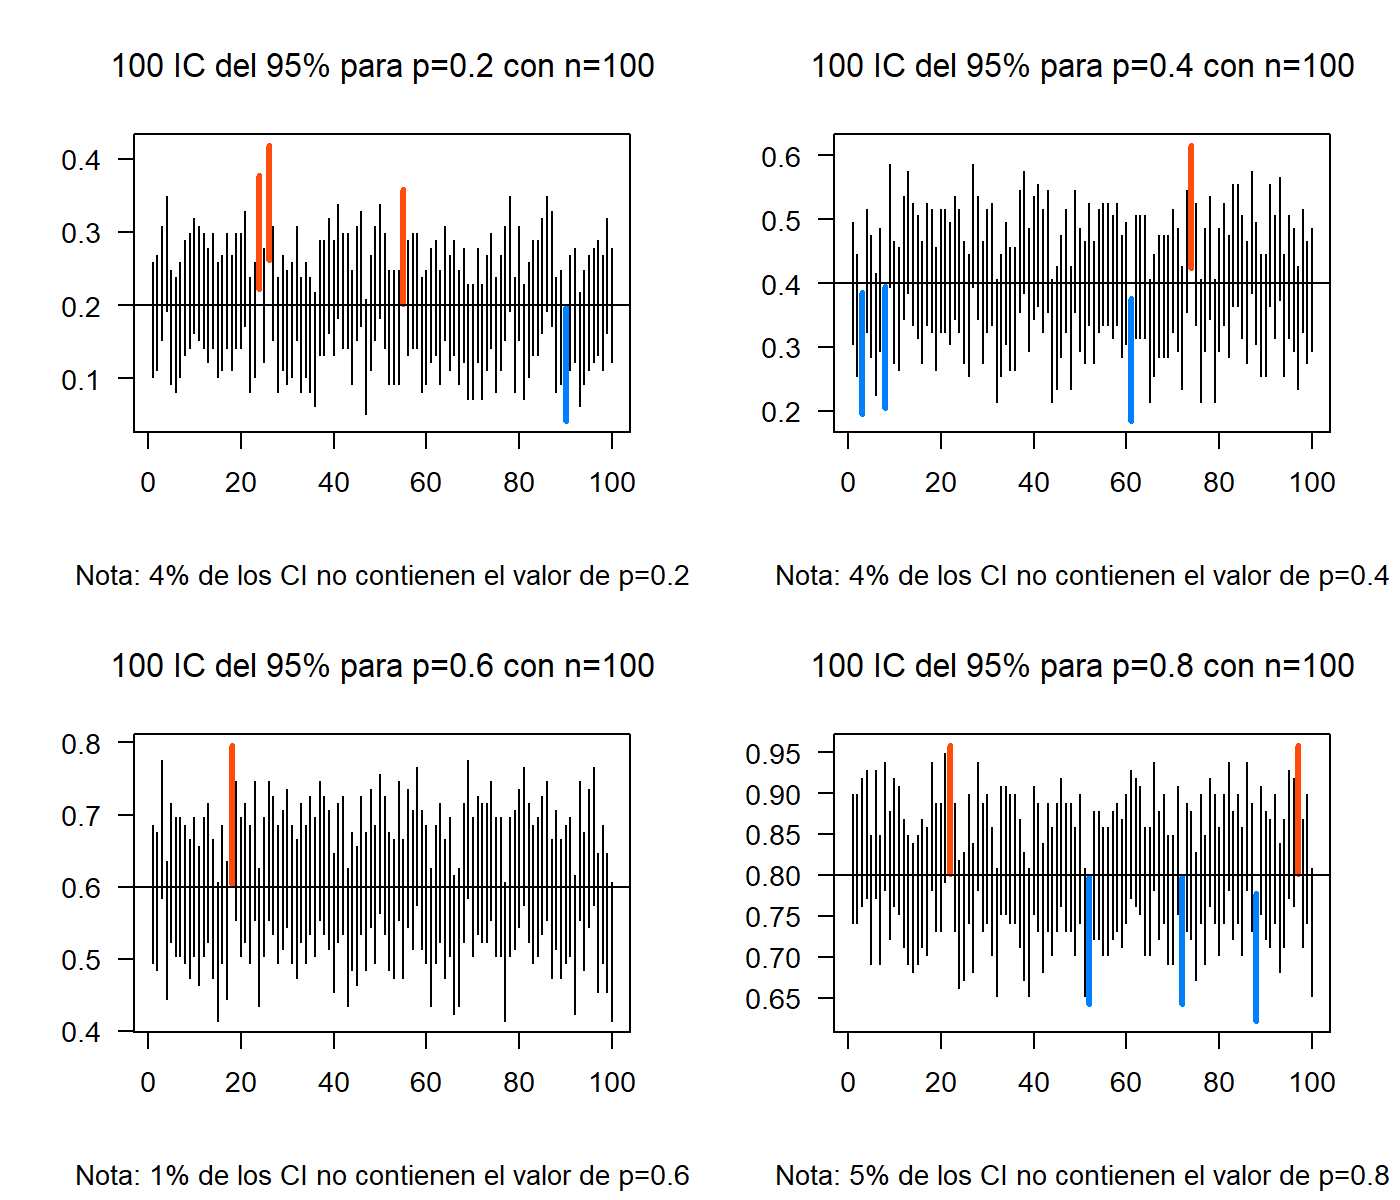 100 IC del 95% para p=0.2 con n=100
0.4
0.3
0.2
0.1
0 20 40 60 80 100
Nota: 4% de los CI no contienen el valor de p=0.2
100 IC del 95% para p=0.4 con n=100
0.6
0.5
0.4
0.3
0.2
0 20 40 60 80 100
Nota: 4% de los CI no contienen el valor de p=0.4
100 IC del 95% para p=0.6 con n=100
0.8
0.7
0.6
0.5
0.4
0 20 40 60 80 100
Nota: 1% de los CI no contienen el valor de p=0.6
100 IC del 95% para p=0.8 con n=100
0.95
0.90
0.85
0.80
0.75
0.70
0.65
0 20 40 60 80 100
Nota: 5% de los CI no contienen el valor de p=0.8